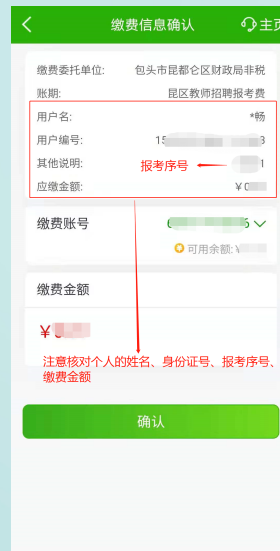 缴费信息确认 主页
缴费委托单位: 包头市昆都仑区财政局非税
账期: 昆区教师招聘报考费
用户名: *畅
用户编号: 15 3
其他说明: 报考序号 1
应缴金额: ¥0
缴费账号 6 6
可用余额:¥
缴费金额
¥
注意核对个人的姓名、身份证号、报考序号、
缴费金额
确认